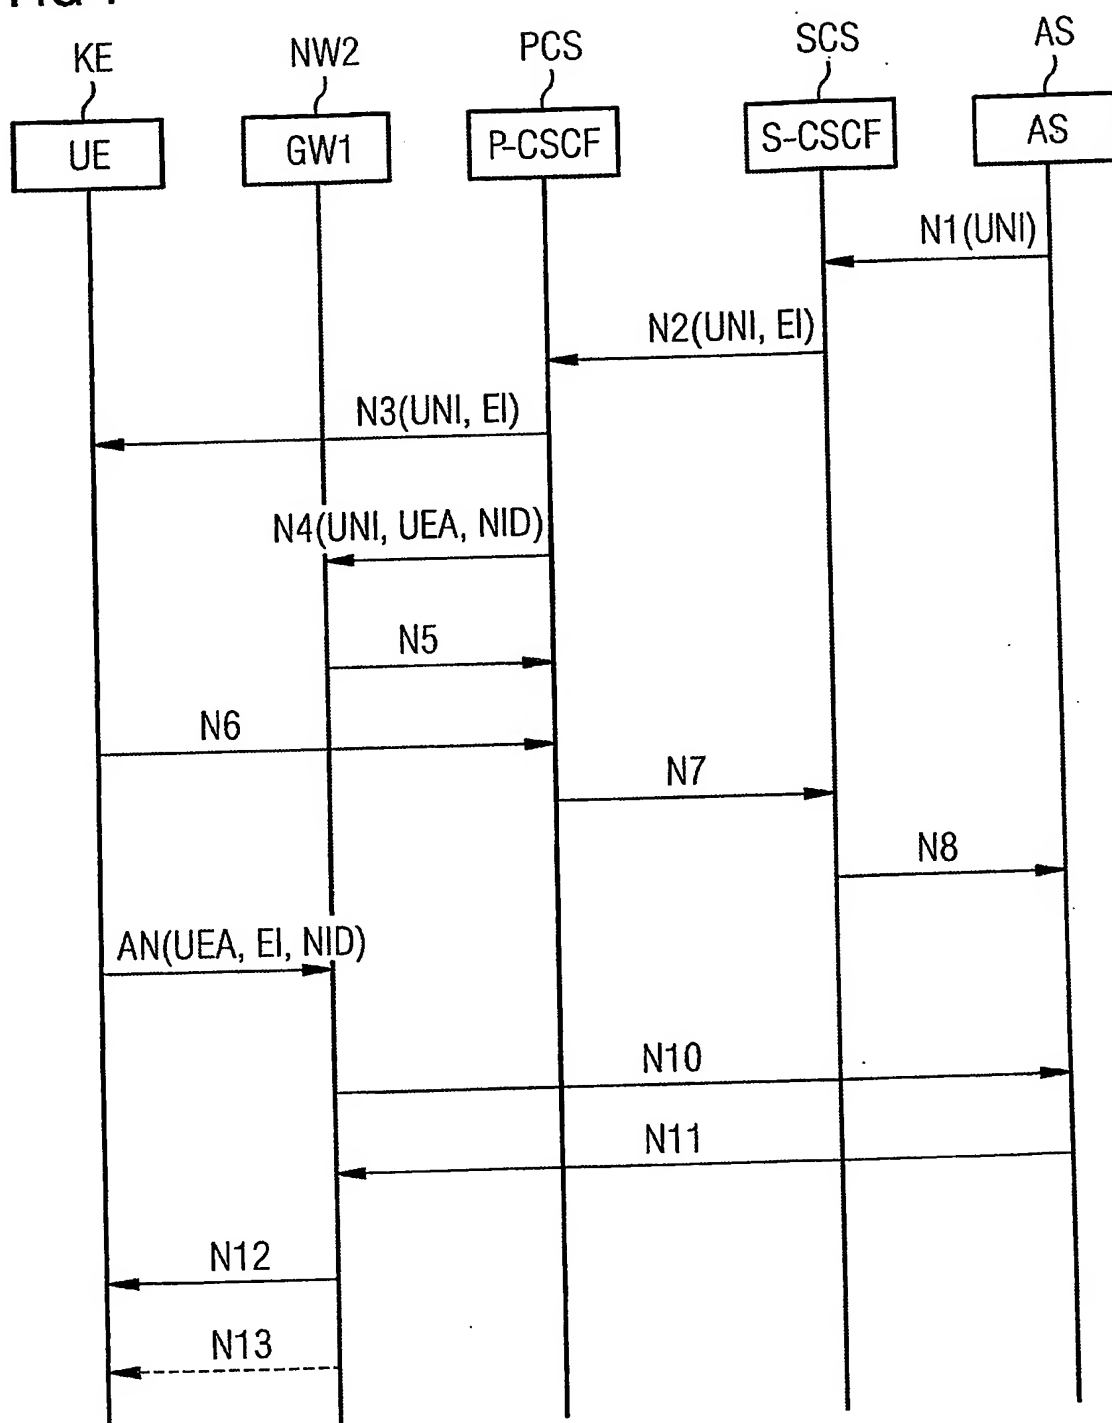 KE NW2 PCS SCS AS
UE GW1 P-CSCF S-CSCF AS
N1(UNI)
N2(UNI, EI)
N3(UNI, EI)
N4(UNI, UEA, NID)
N5
N6
N7
N8
AN(UEA, EI, NID)
N10
N11
N12
N13